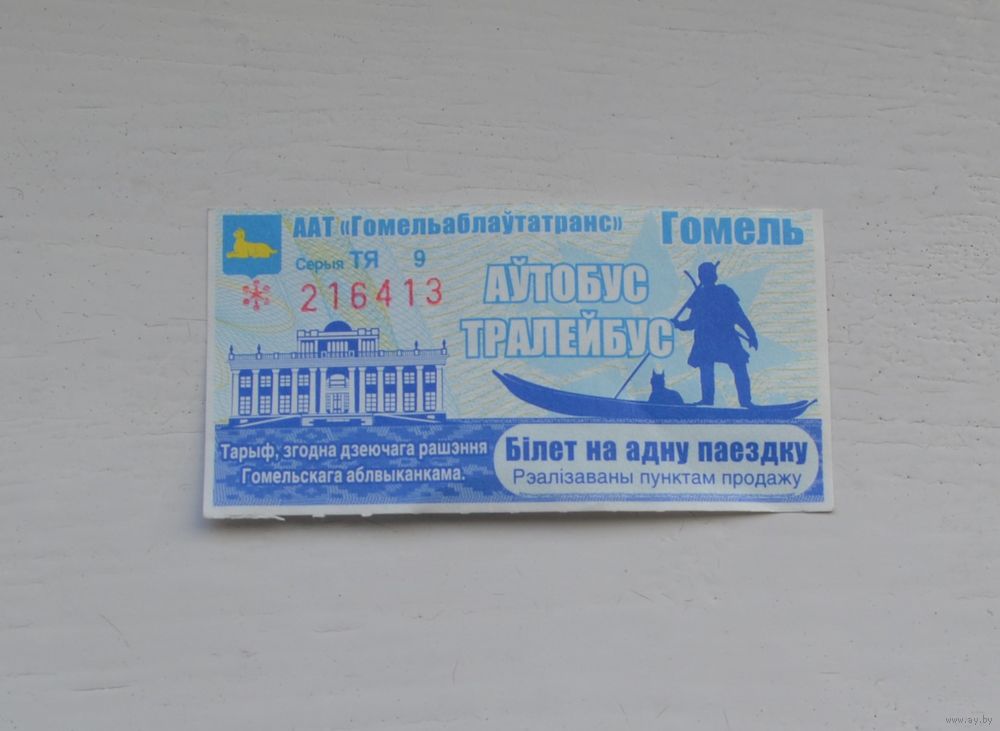 ААТ «Гомельаблаўтатранс» Гомель
Серыя ТЯ 9
216413
АЎТОБУС
ТРАЛЕЙБУС
Тарыф, згодна дзеючага рашэння
Гомельскага аблвыканкама.
Білет на адну паездку
Рэалізаваны пунктам продажу
www.ay.by